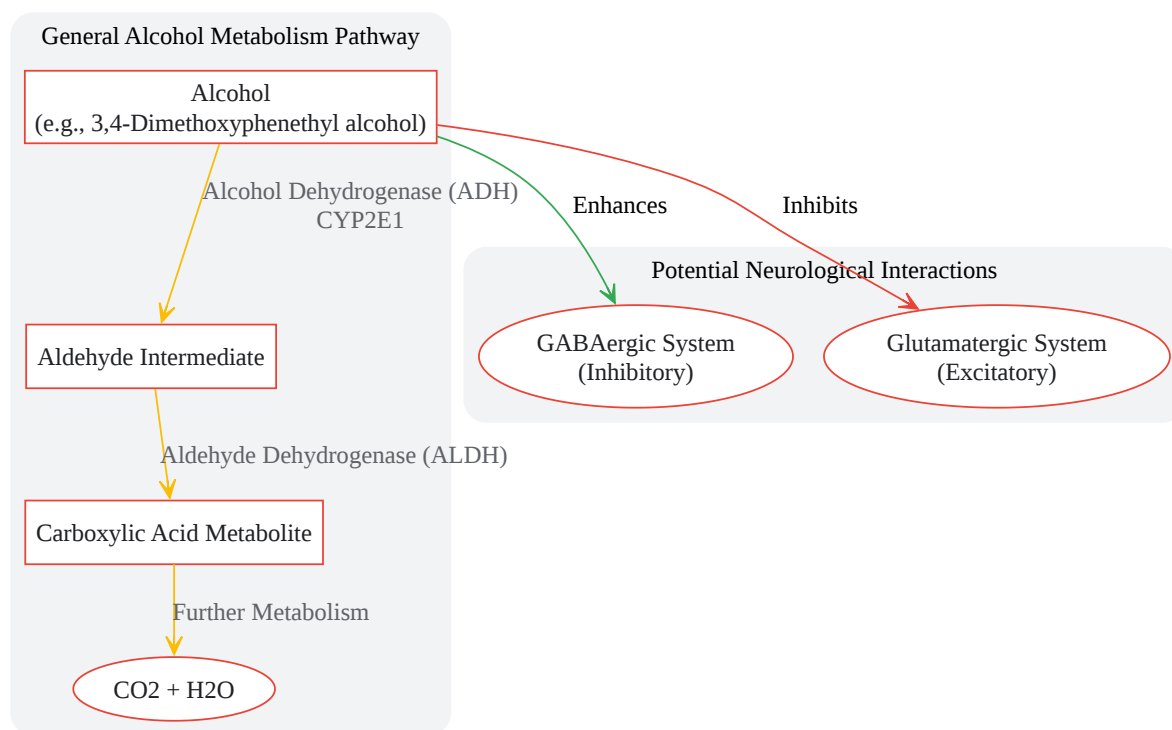 General Alcohol Metabolism Pathway
Alcohol
(e.g., 3,4-Dimethoxyphenethyl alcohol)
Alcohol Dehydrogenase (ADH)
CYP2E1
Enhances
Inhibits
Potential Neurological Interactions
Aldehyde Intermediate
GABAergic System
(Inhibitory)
Glutamatergic System
(Excitatory)
Aldehyde Dehydrogenase (ALDH)
Carboxylic Acid Metabolite
Further Metabolism
CO2 + H2O